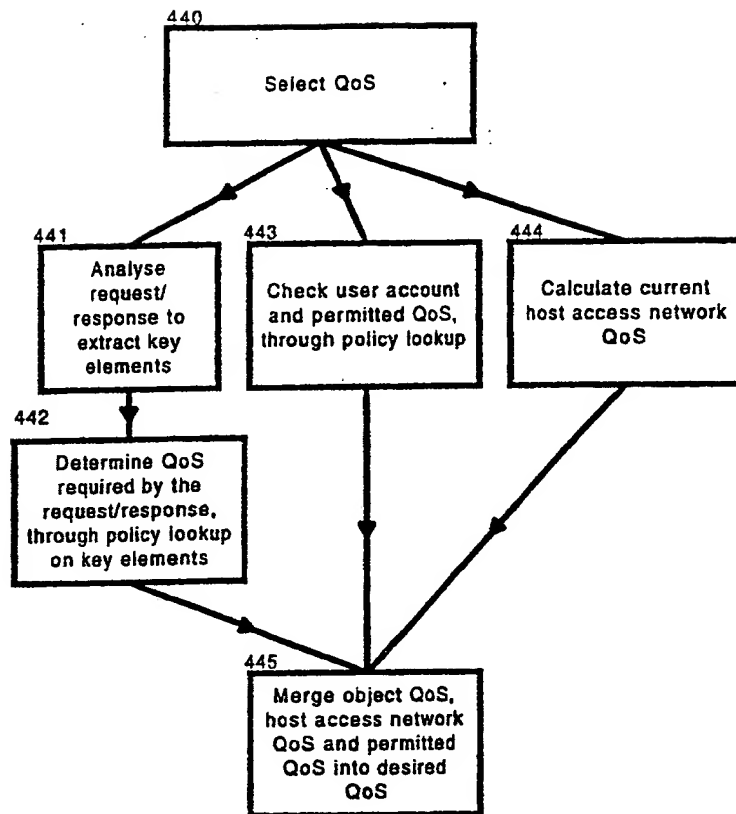 440
Select QoS
441
Analyse
request/
response to
extract key
elements
443
Check user account
and permitted QoS,
through policy lookup
444
Calculate current
host access network
QoS
442
Determine QoS
required by the
request/response,
through policy lookup
on key elements
445
Merge object QoS,
host access network
QoS and permitted
QoS into desired
QoS